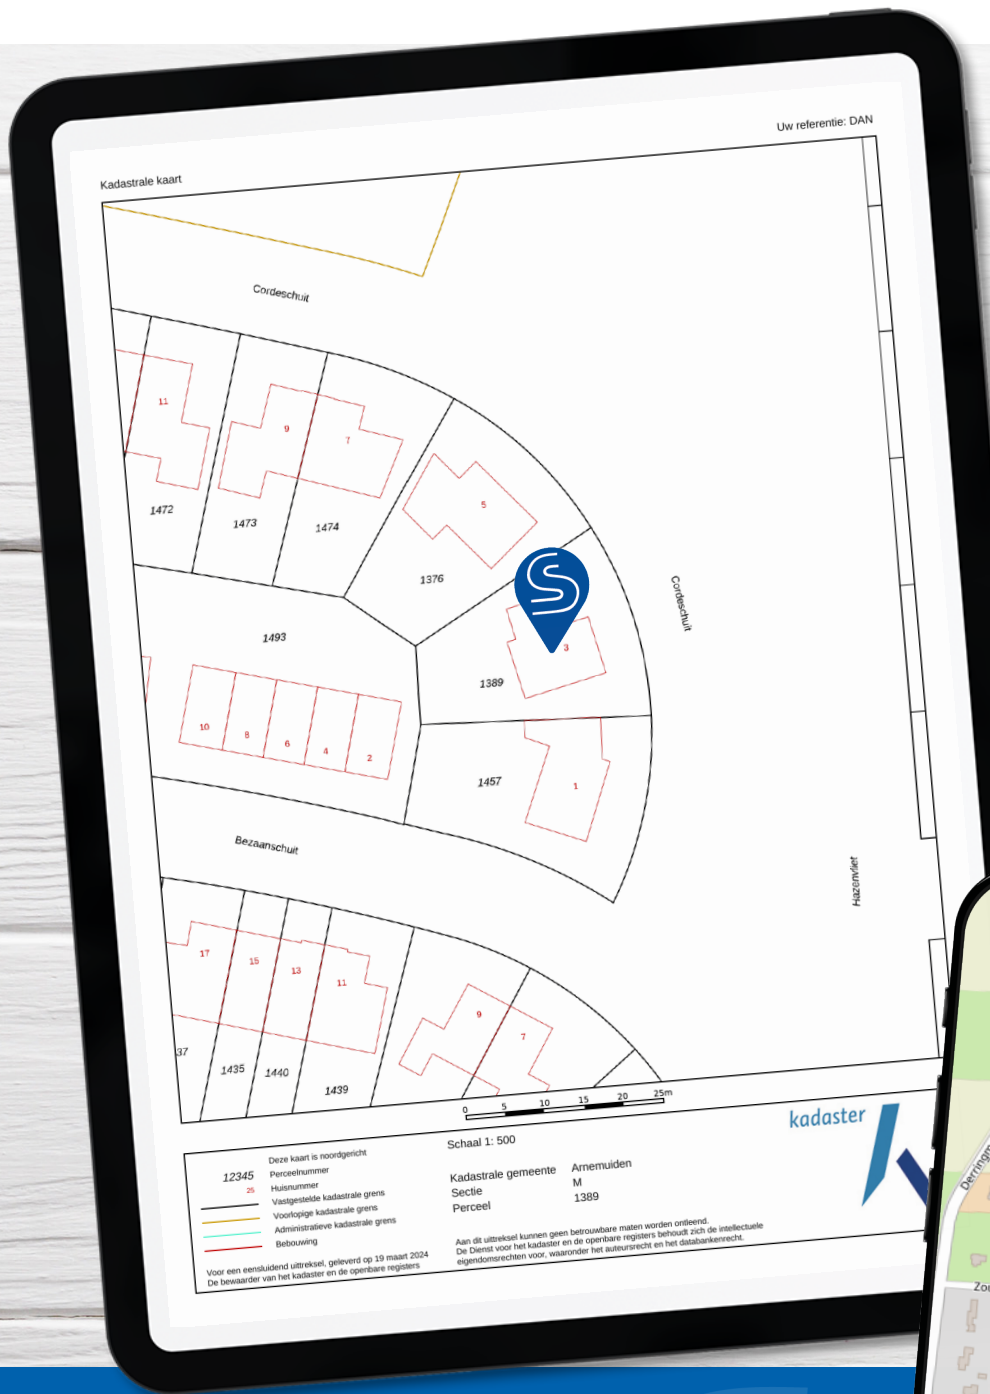 Uw referentie: DAN
Kadastrale kaart
Cordeschuit
11
9
7
5
1472
1473
1474
1376
Cordeschuit
1493
3
1389
10
8
6
4
2
1457
1
Bezaanschuit
Hazenvliet
17
15
13
11
9
7
37
1435
1440
1439
0 5 10 15 20 25m
Schaal 1: 500
kadaster
Deze kaart is noordgericht
12345 Perceelnummer
25 Huisnummer
Vastgestelde kadastrale grens
Voorlopige kadastrale grens
Administratieve kadastrale grens
Bebouwing
Kadastrale gemeente Arnemuiden
Sectie M
Perceel 1389
Voor een eensluidend uittreksel, geleverd op 19 maart 2024
De bewaarder van het kadaster en de openbare registers
Aan dit uittreksel kunnen geen betrouwbare maten worden ontleend.
De Dienst voor het kadaster en de openbare registers behoudt zich de intellectuele
eigendomsrechten voor, waaronder het auteursrecht en het databankenrecht.